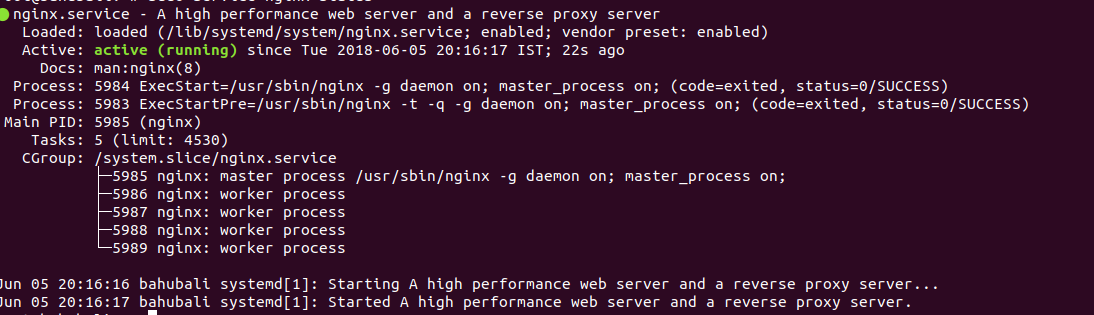 nginx.service - A high performance web server and a reverse proxy server
Loaded: loaded (/lib/systemd/system/nginx.service; enabled; vendor preset: enabled)
Active: active (running) since Tue 2018-06-05 20:16:17 IST; 22s ago
Docs: man:nginx(8)
Process: 5984 ExecStart=/usr/sbin/nginx -g daemon on; master_process on; (code=exited, status=0/SUCCESS)
Process: 5983 ExecStartPre=/usr/sbin/nginx -t -q -g daemon on; master_process on; (code=exited, status=0/SUCCESS)
Main PID: 5985 (nginx)
Tasks: 5 (limit: 4530)
CGroup: /system.slice/nginx.service
├─5985 nginx: master process /usr/sbin/nginx -g daemon on; master_process on;
├─5986 nginx: worker process
├─5987 nginx: worker process
├─5988 nginx: worker process
└─5989 nginx: worker process
Jun 05 20:16:16 bahubali systemd[1]: Starting A high performance web server and a reverse proxy server...
Jun 05 20:16:17 bahubali systemd[1]: Started A high performance web server and a reverse proxy server.